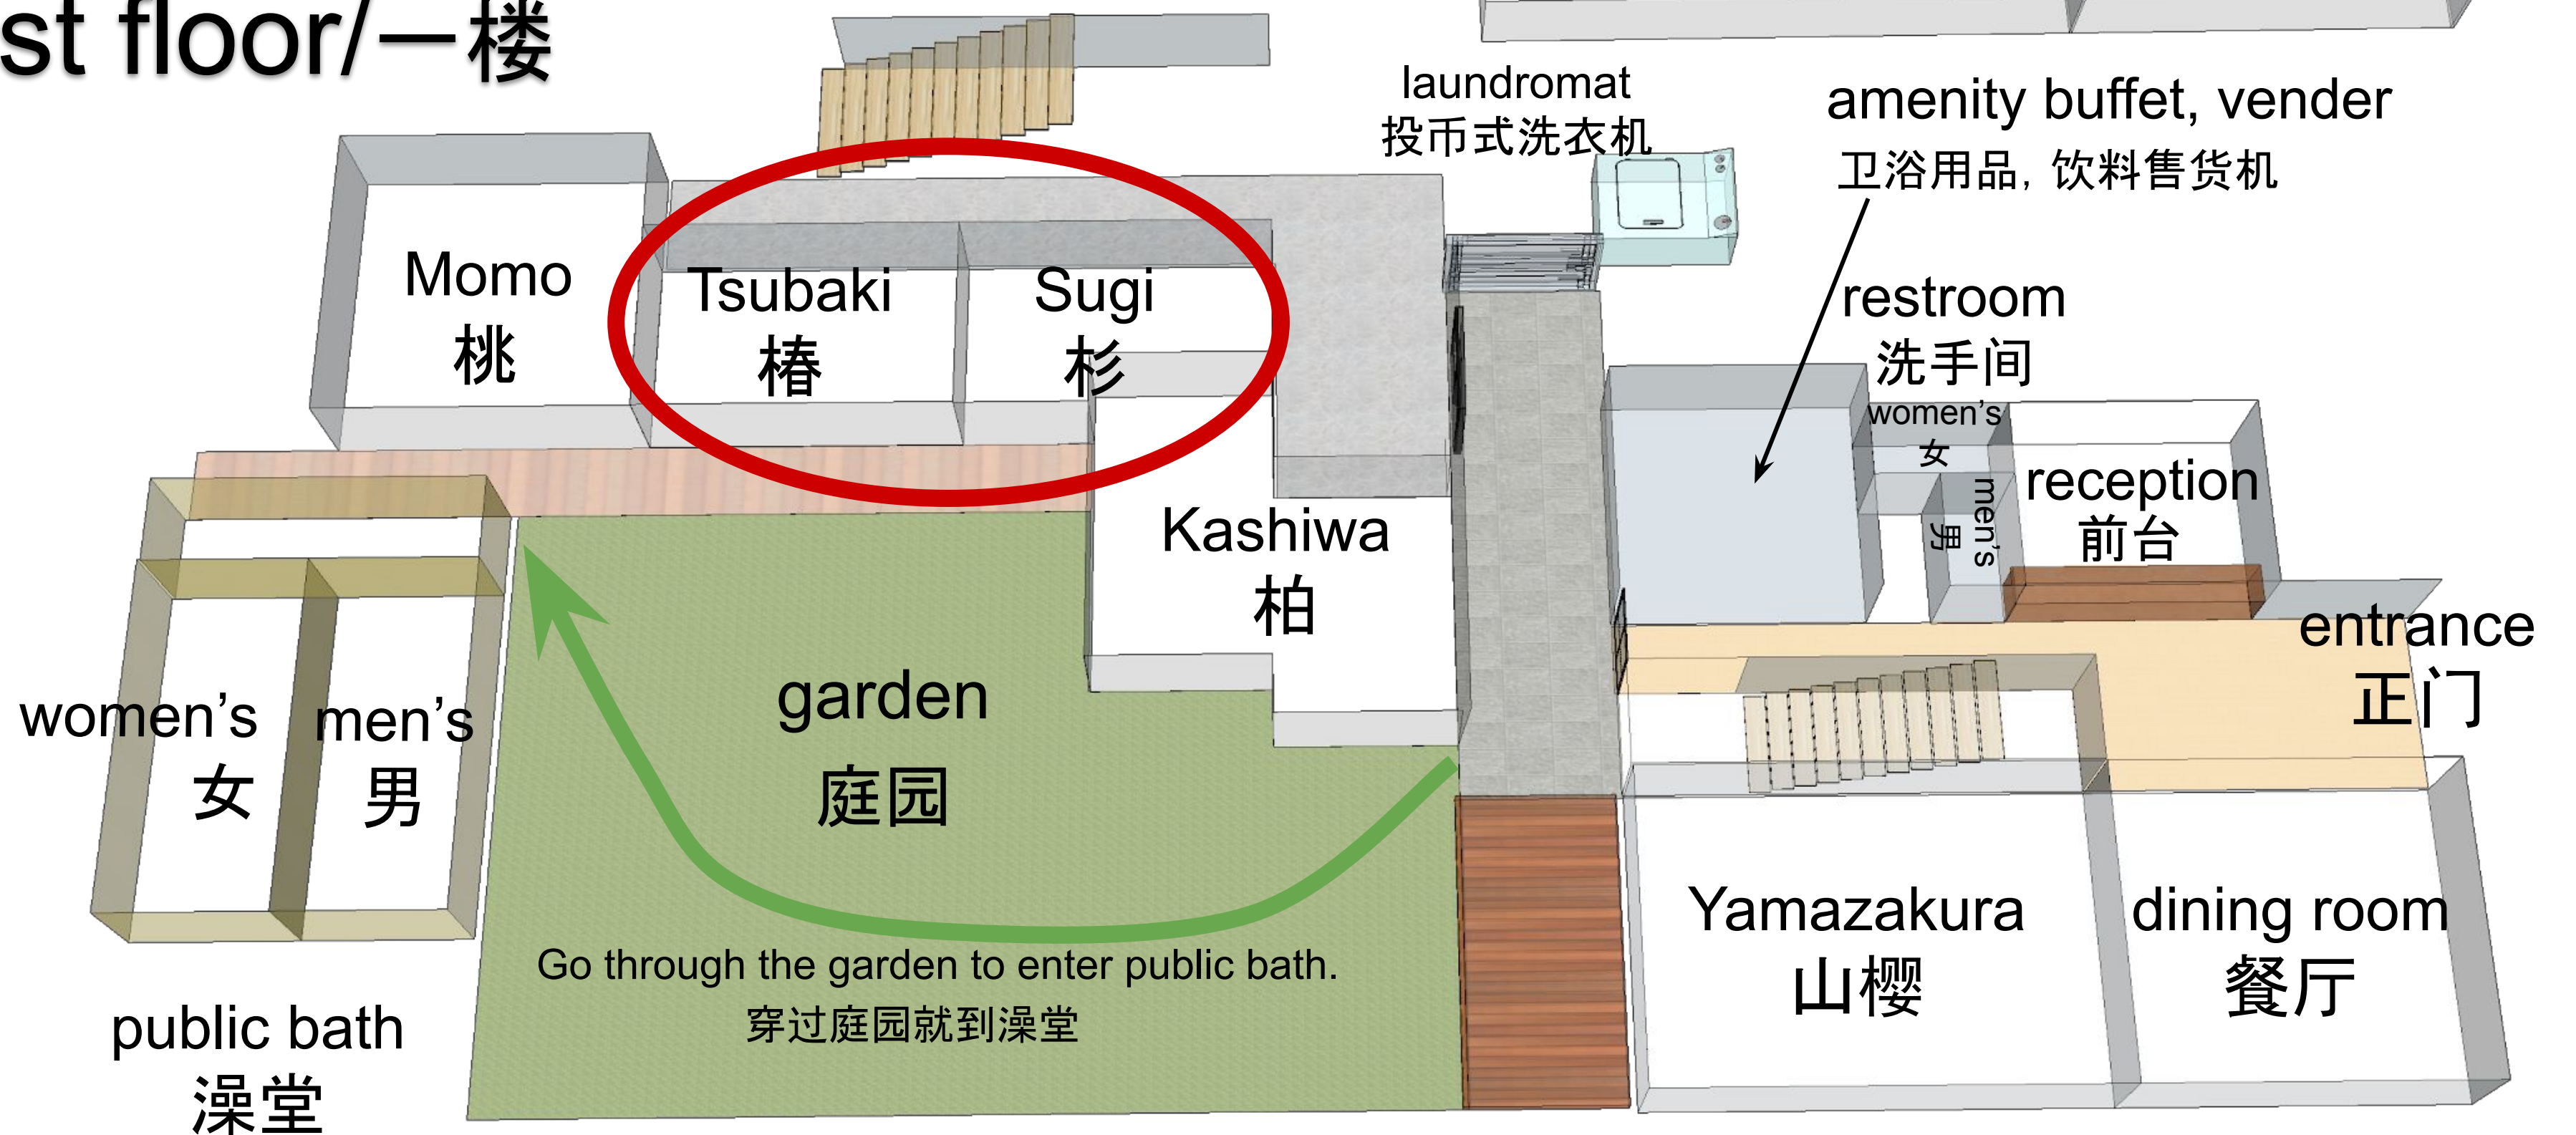 st floor/一楼
laundromat
投币式洗衣机
amenity buffet, vender
卫浴用品, 饮料售货机
Momo
桃
Tsubaki
椿
Sugi
杉
restroom
洗手间
women's
女
men's
男
reception
前台
Kashiwa
柏
entrance
正门
garden
庭园
women's
女
men's
男
Yamazakura
山樱
dining room
餐厅
Go through the garden to enter public bath.
穿过庭园就到澡堂
public bath
澡堂